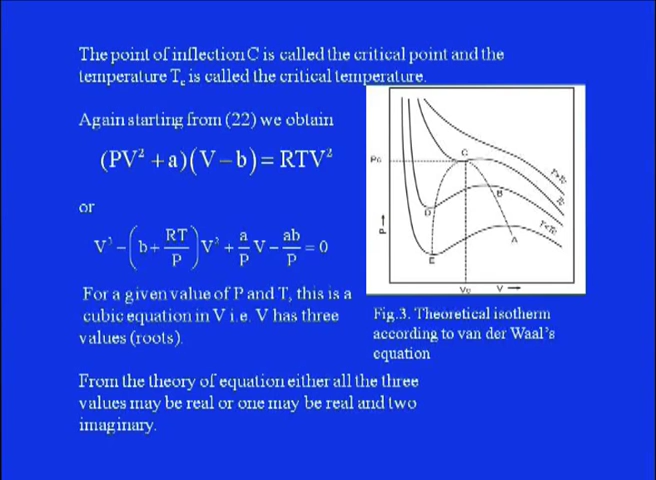 The point of inflection C is called the critical point and the
temperature T_c is called the critical temperature.
Again starting from (22) we obtain
(PV² + a)(V − b) = RTV²
or
V³ − (b + RT/P) V² + a/P V − ab/P = 0
For a given value of P and T, this is a
cubic equation in V i.e. V has three
values (roots).
From the theory of equation either all the three
values may be real or one may be real and two
imaginary.
Pc
P
C
B
D
A
E
T>Tc
Tc
T<Tc
Vc
V
Fig.3. Theoretical isotherm
according to van der Waal's
equation